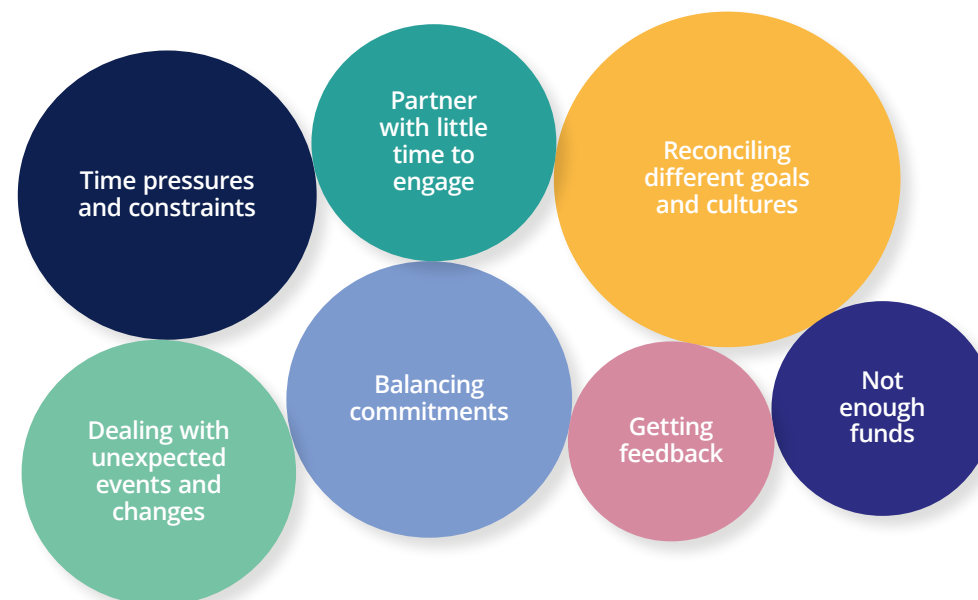 Time pressures
and constraints
Partner
with little
time to
engage
Reconciling
different goals
and cultures
Dealing with
unexpected
events and
changes
Balancing
commitments
Getting
feedback
Not
enough
funds